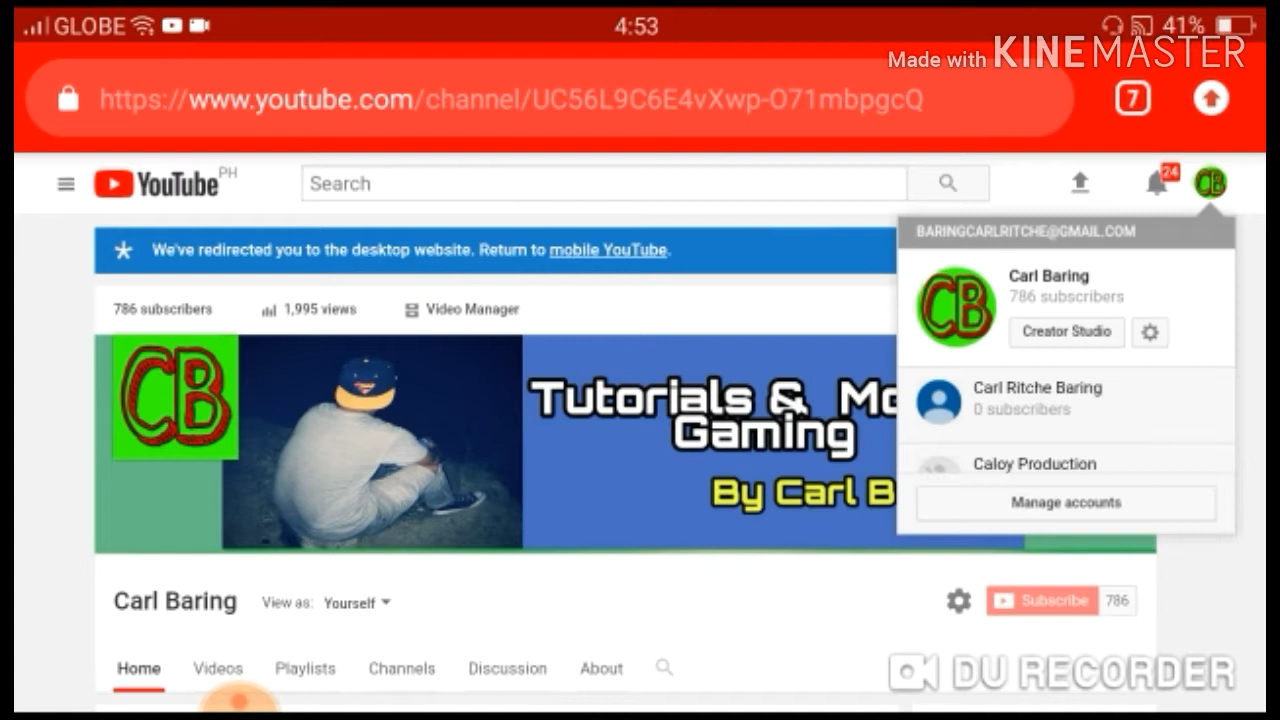 GLOBE 4:53 41%
Made with KINEMASTER
https://www.youtube.com/channel/UC56L9C6E4vXwp-O71mbpgcQ 7
YouTube PH Search 24 CB
BARINGCARLRITCHE@GMAIL.COM
We've redirected you to the desktop website. Return to mobile YouTube.
CB Carl Baring
786 subscribers
Creator Studio
786 subscribers 1,995 views Video Manager
CB
Carl Ritche Baring
0 subscribers
Tutorials & Mo
Gaming
By Carl B
Caloy Production
Manage accounts
Carl Baring View as: Yourself Subscribe 786
Home Videos Playlists Channels Discussion About
DU RECORDER